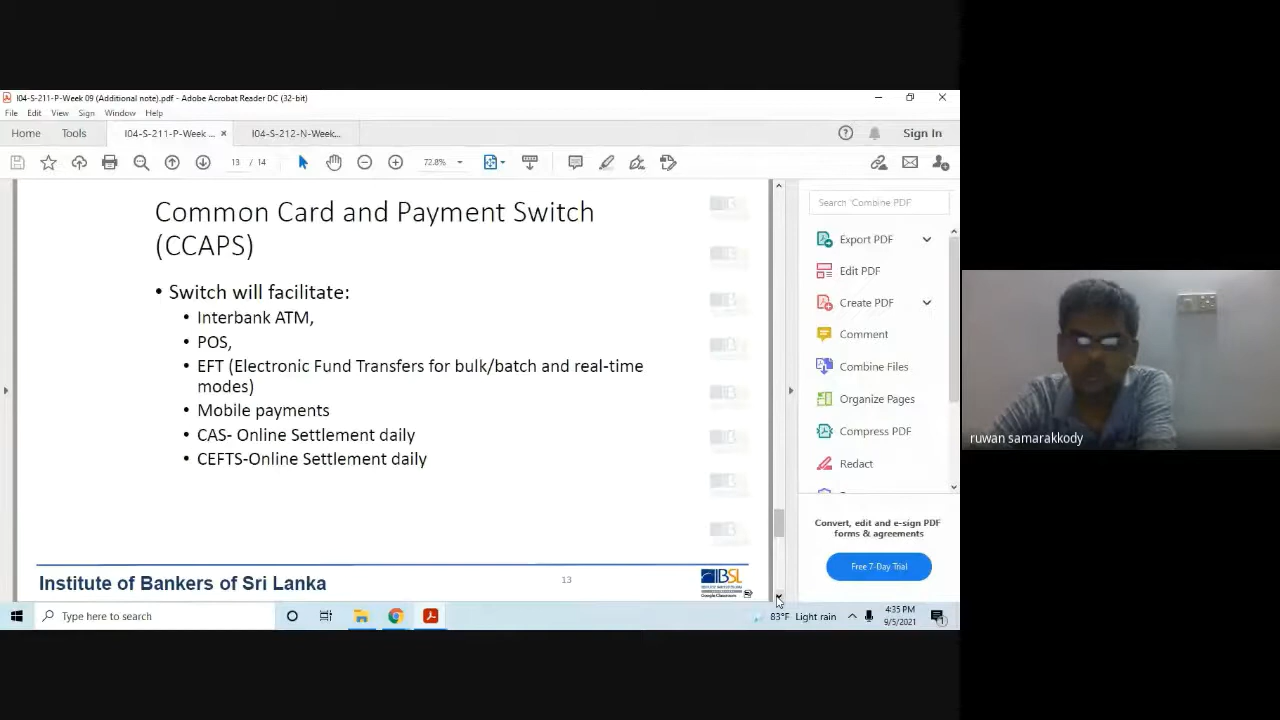 I04-S-211-P-Week 09 (Additional note).pdf - Adobe Acrobat Reader DC (32-bit)
File Edit View Sign Window Help
Home Tools I04-S-211-P-Week ... × I04-S-212-N-Week... Sign In
13 / 14 72.8%
Common Card and Payment Switch
(CCAPS)
• Switch will facilitate:
• Interbank ATM,
• POS,
• EFT (Electronic Fund Transfers for bulk/batch and real-time
modes)
• Mobile payments
• CAS- Online Settlement daily
• CEFTS-Online Settlement daily
Institute of Bankers of Sri Lanka
13
IBSL
Search 'Combine PDF'
Export PDF
Edit PDF
Create PDF
Comment
Combine Files
Organize Pages
Compress PDF
Redact
Convert, edit and e-sign PDF
forms & agreements
Free 7-Day Trial
ruwan samarakkody
Type here to search
83°F Light rain
4:35 PM
9/5/2021